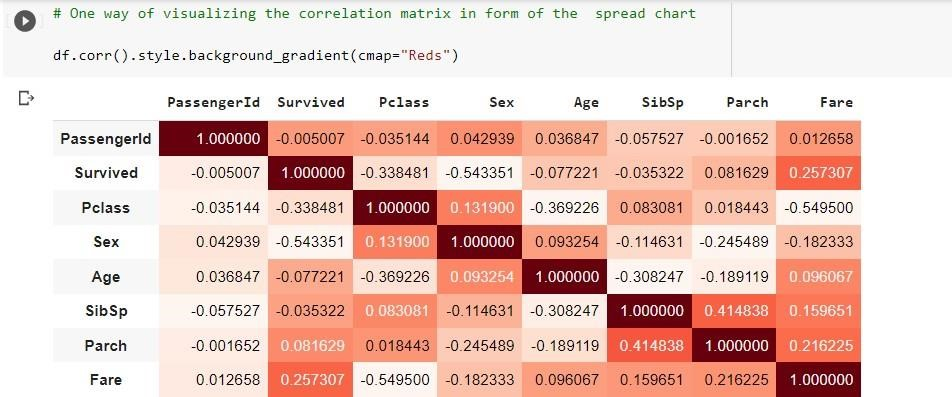 # One way of visualizing the correlation matrix in form of the  spread chart
df.corr().style.background_gradient(cmap="Reds")
PassengerId Survived Pclass Sex Age SibSp Parch Fare
PassengerId 1.000000 -0.005007 -0.035144 0.042939 0.036847 -0.057527 -0.001652 0.012658
Survived -0.005007 1.000000 -0.338481 -0.543351 -0.077221 -0.035322 0.081629 0.257307
Pclass -0.035144 -0.338481 1.000000 0.131900 -0.369226 0.083081 0.018443 -0.549500
Sex 0.042939 -0.543351 0.131900 1.000000 0.093254 -0.114631 -0.245489 -0.182333
Age 0.036847 -0.077221 -0.369226 0.093254 1.000000 -0.308247 -0.189119 0.096067
SibSp -0.057527 -0.035322 0.083081 -0.114631 -0.308247 1.000000 0.414838 0.159651
Parch -0.001652 0.081629 0.018443 -0.245489 -0.189119 0.414838 1.000000 0.216225
Fare 0.012658 0.257307 -0.549500 -0.182333 0.096067 0.159651 0.216225 1.000000